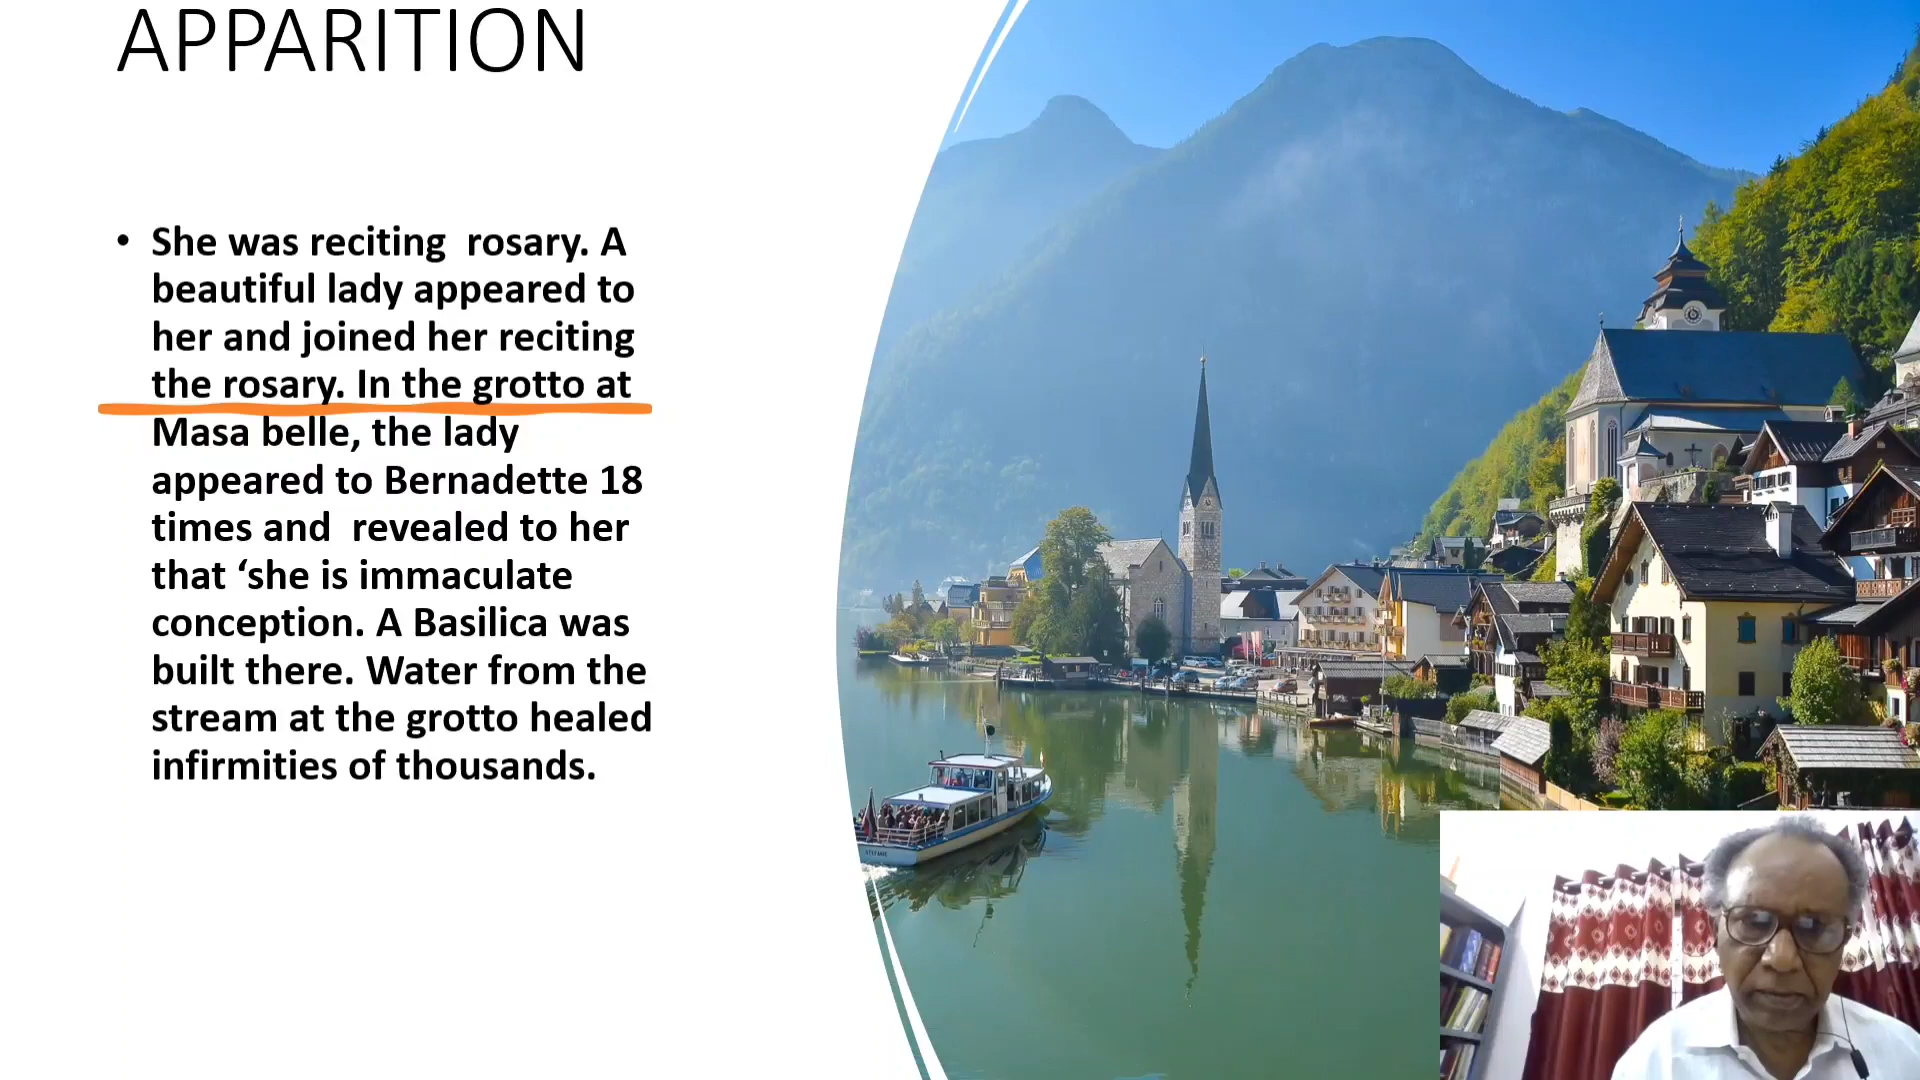 APPARITION
• She was reciting  rosary. A
beautiful lady appeared to
her and joined her reciting
the rosary. In the grotto at
Masa belle, the lady
appeared to Bernadette 18
times and  revealed to her
that ‘she is immaculate
conception. A Basilica was
built there. Water from the
stream at the grotto healed
infirmities of thousands.